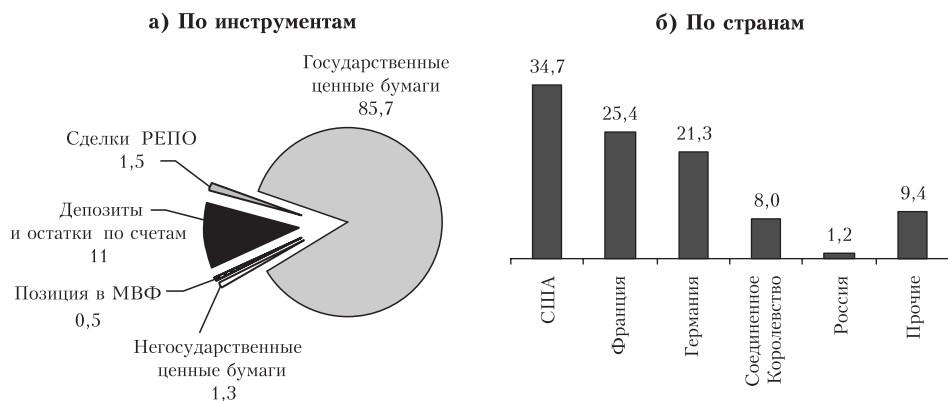 а) По инструментам
Государственные
ценные бумаги
85,7
Сделки РЕПО
1,5
Депозиты
и остатки по счетам
11
Позиция в МВФ
0,5
Негосударственные
ценные бумаги
1,3
б) По странам
34,7
25,4
21,3
8,0
1,2
9,4
США
Франция
Германия
Соединенное
Королевство
Россия
Прочие